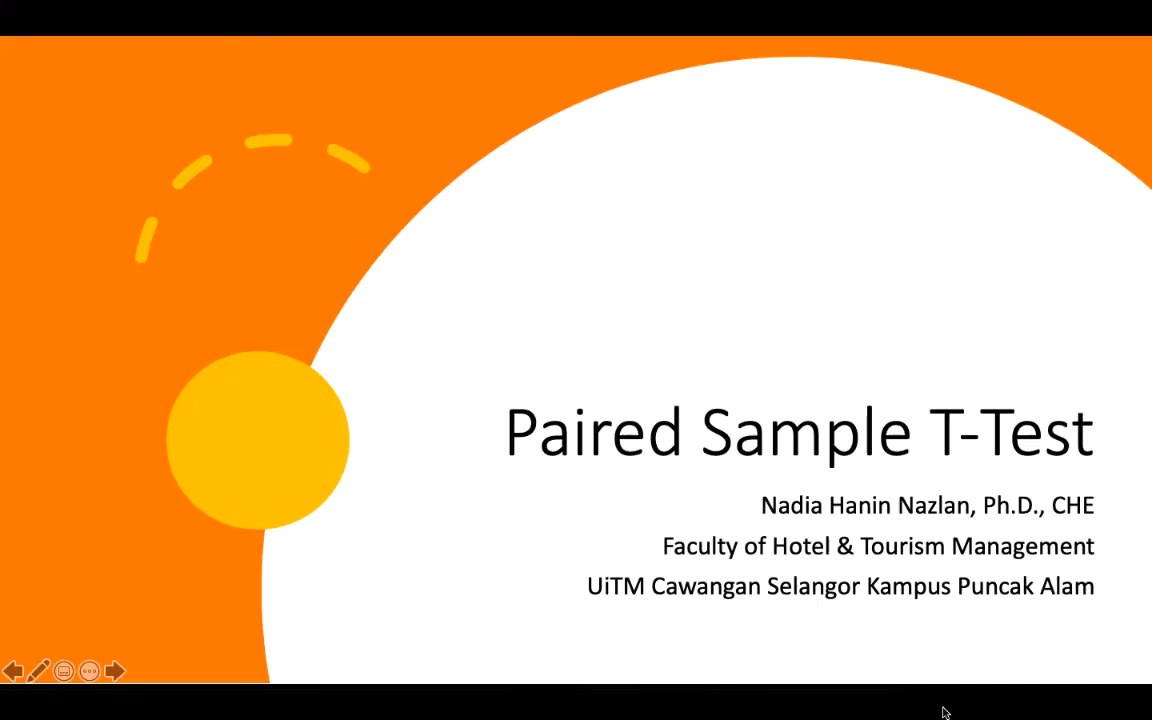 Paired Sample T-Test
Nadia Hanin Nazlan, Ph.D., CHE
Faculty of Hotel & Tourism Management
UiTM Cawangan Selangor Kampus Puncak Alam